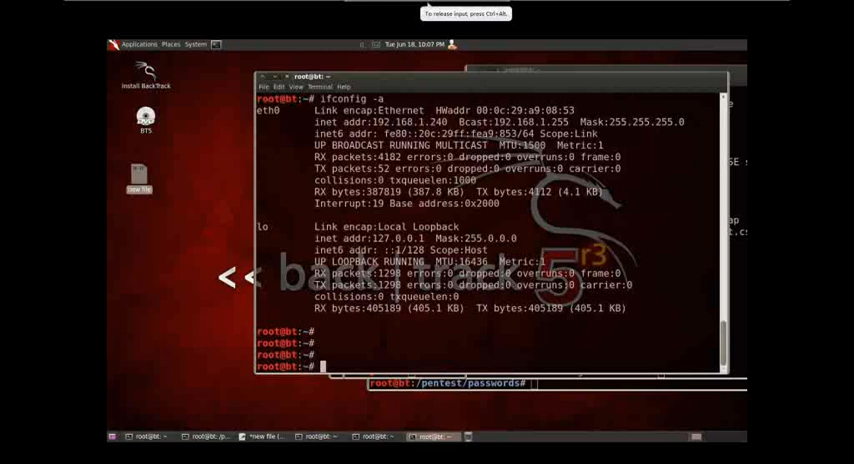 To release input, press Ctrl+Alt.
Applications Places System
Tue Jun 18, 10:07 PM
Install BackTrack
BT5
new file
root@bt: ~
File Edit View Terminal Help
root@bt:~# ifconfig -a
eth0 Link encap:Ethernet HWaddr 00:0c:29:a9:08:53
inet addr:192.168.1.240 Bcast:192.168.1.255 Mask:255.255.255.0
inet6 addr: fe80::20c:29ff:fea9:853/64 Scope:Link
UP BROADCAST RUNNING MULTICAST MTU:1500 Metric:1
RX packets:4182 errors:0 dropped:0 overruns:0 frame:0
TX packets:52 errors:0 dropped:0 overruns:0 carrier:0
collisions:0 txqueuelen:1000
RX bytes:387819 (387.8 KB) TX bytes:4112 (4.1 KB)
Interrupt:19 Base address:0x2000
lo Link encap:Local Loopback
inet addr:127.0.0.1 Mask:255.0.0.0
inet6 addr: ::1/128 Scope:Host
UP LOOPBACK RUNNING MTU:16436 Metric:1
RX packets:1298 errors:0 dropped:0 overruns:0 frame:0
TX packets:1298 errors:0 dropped:0 overruns:0 carrier:0
collisions:0 txqueuelen:0
RX bytes:405189 (405.1 KB) TX bytes:405189 (405.1 KB)
<< back|track 5 r3
root@bt:~#
root@bt:~#
root@bt:~#
root@bt:~#
root@bt:/pentest/passwords#
root@bt: ~
root@bt: /p...
*new file (...
root@bt: ~
root@bt: ~
root@bt: ~